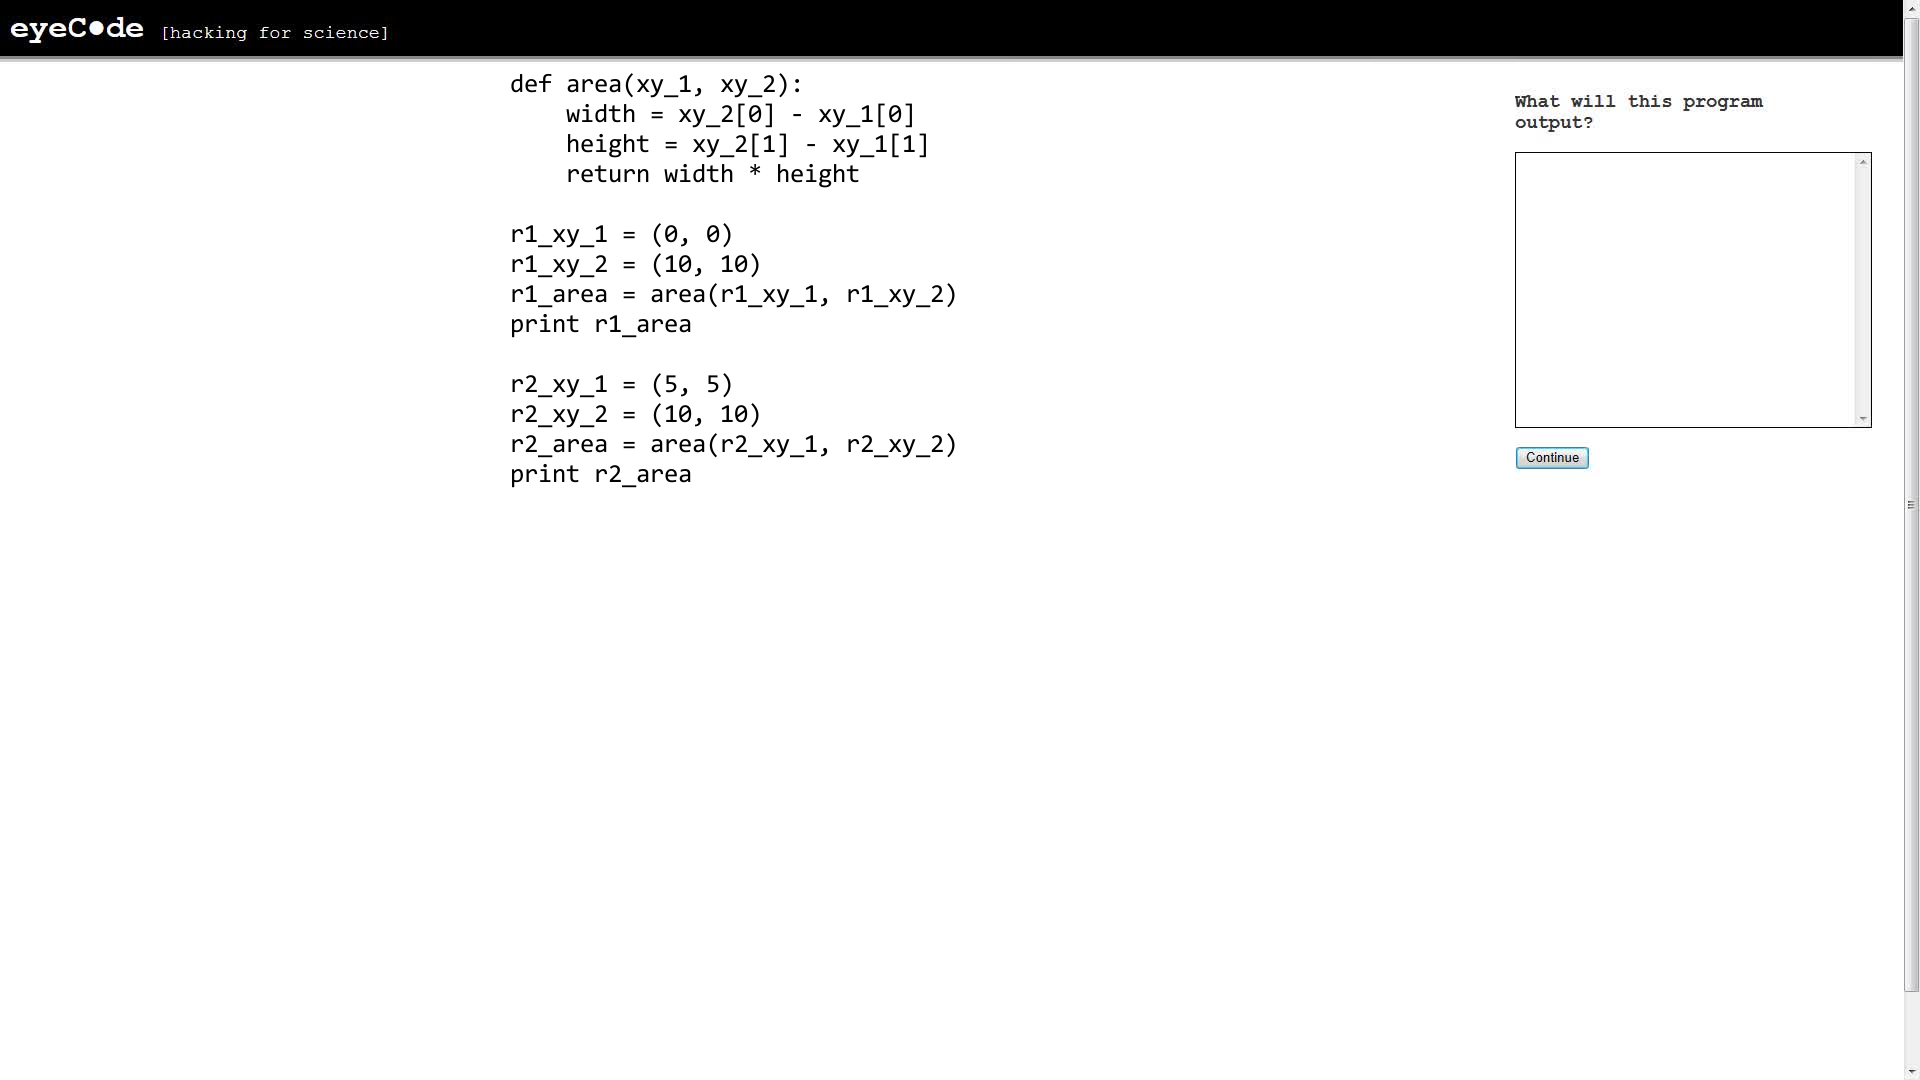 eyeCode [hacking for science]
def area(xy_1, xy_2):
    width = xy_2[0] - xy_1[0]
    height = xy_2[1] - xy_1[1]
    return width * height

r1_xy_1 = (0, 0)
r1_xy_2 = (10, 10)
r1_area = area(r1_xy_1, r1_xy_2)
print r1_area

r2_xy_1 = (5, 5)
r2_xy_2 = (10, 10)
r2_area = area(r2_xy_1, r2_xy_2)
print r2_area
What will this program
output?
Continue